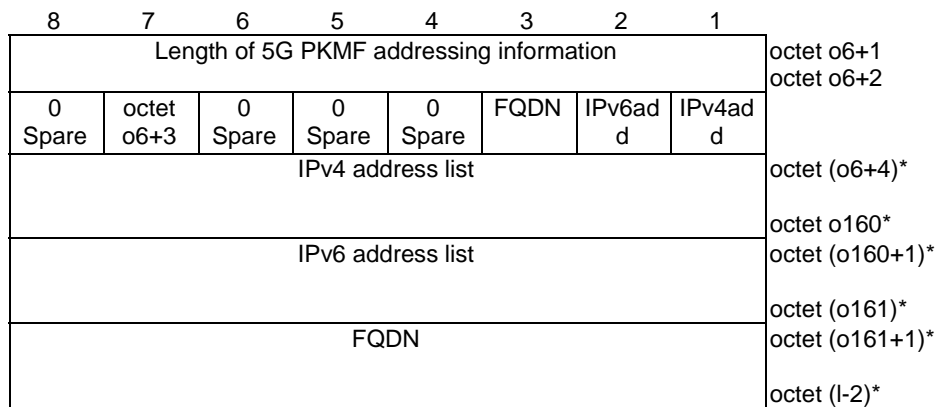 8 7 6 5 4 3 2 1
Length of 5G PKMF addressing information octet o6+1
octet o6+2
0 octet 0 0 0 FQDN IPv6ad IPv4ad
Spare o6+3 Spare Spare Spare d d
IPv4 address list octet (o6+4)*
octet o160*
IPv6 address list octet (o160+1)*
octet (o161)*
FQDN octet (o161+1)*
octet (l-2)*